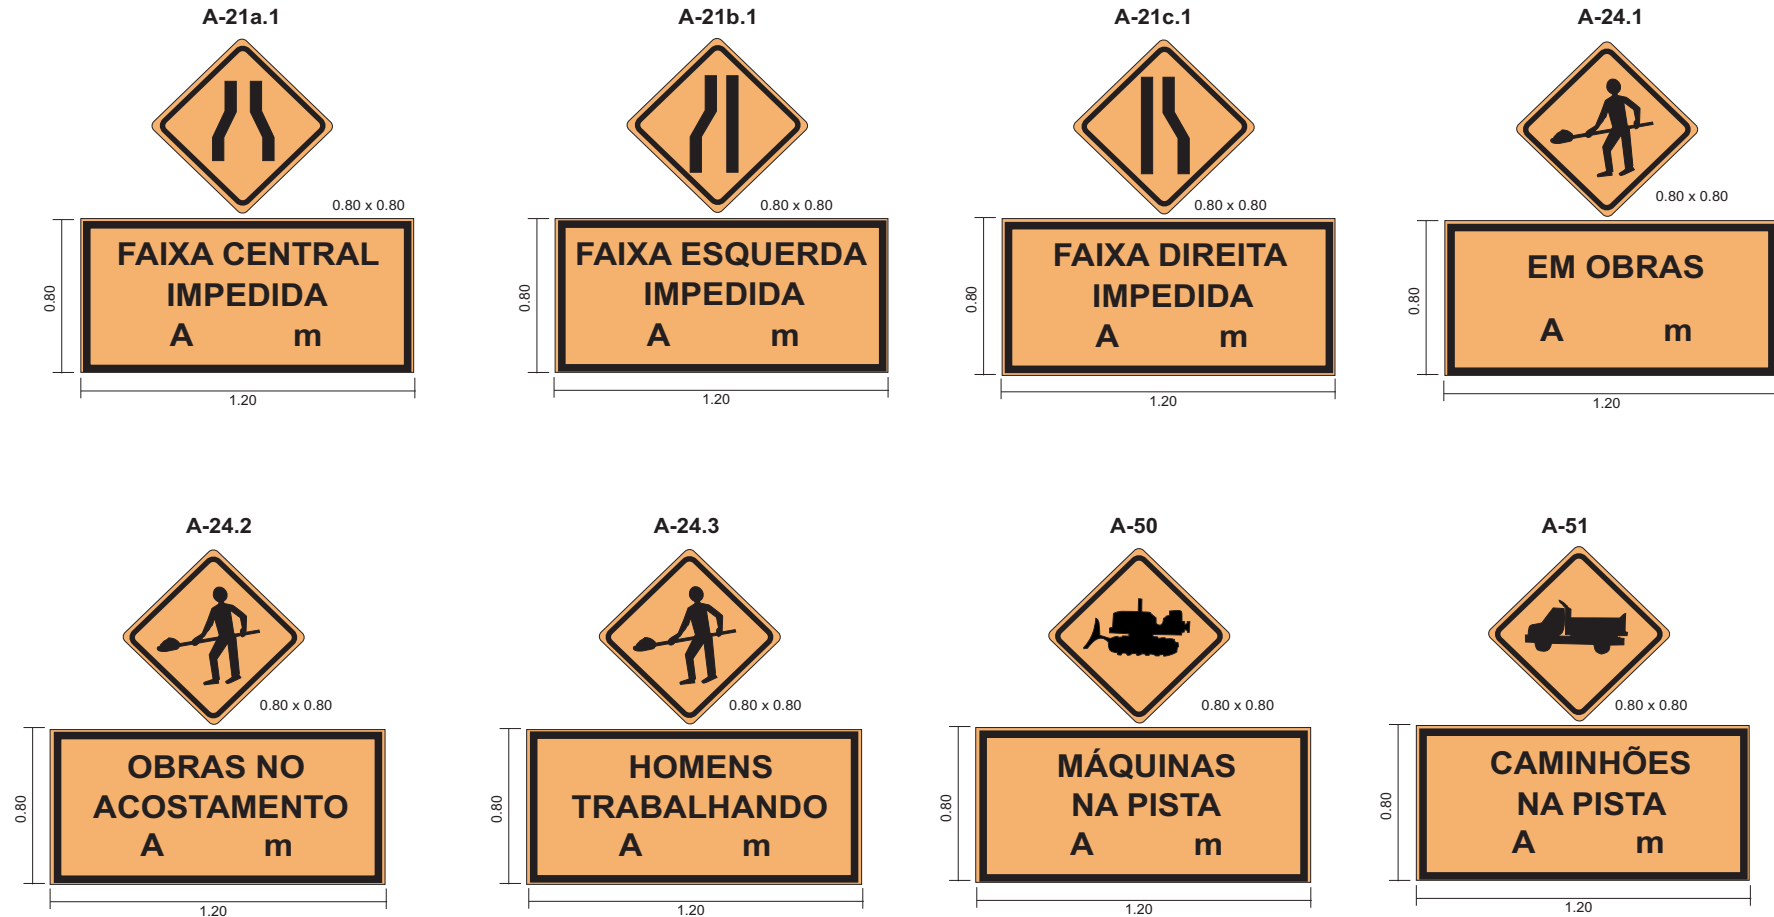 A-21a.1
0.80 x 0.80
0.80
FAIXA CENTRAL
IMPEDIDA
A m
1.20
A-21b.1
0.80 x 0.80
0.80
FAIXA ESQUERDA
IMPEDIDA
A m
1.20
A-21c.1
0.80 x 0.80
0.80
FAIXA DIREITA
IMPEDIDA
A m
1.20
A-24.1
0.80 x 0.80
0.80
EM OBRAS
A m
1.20
A-24.2
0.80 x 0.80
0.80
OBRAS NO
ACOSTAMENTO
A m
1.20
A-24.3
0.80 x 0.80
0.80
HOMENS
TRABALHANDO
A m
1.20
A-50
0.80 x 0.80
0.80
MÁQUINAS
NA PISTA
A m
1.20
A-51
0.80 x 0.80
0.80
CAMINHÕES
NA PISTA
A m
1.20